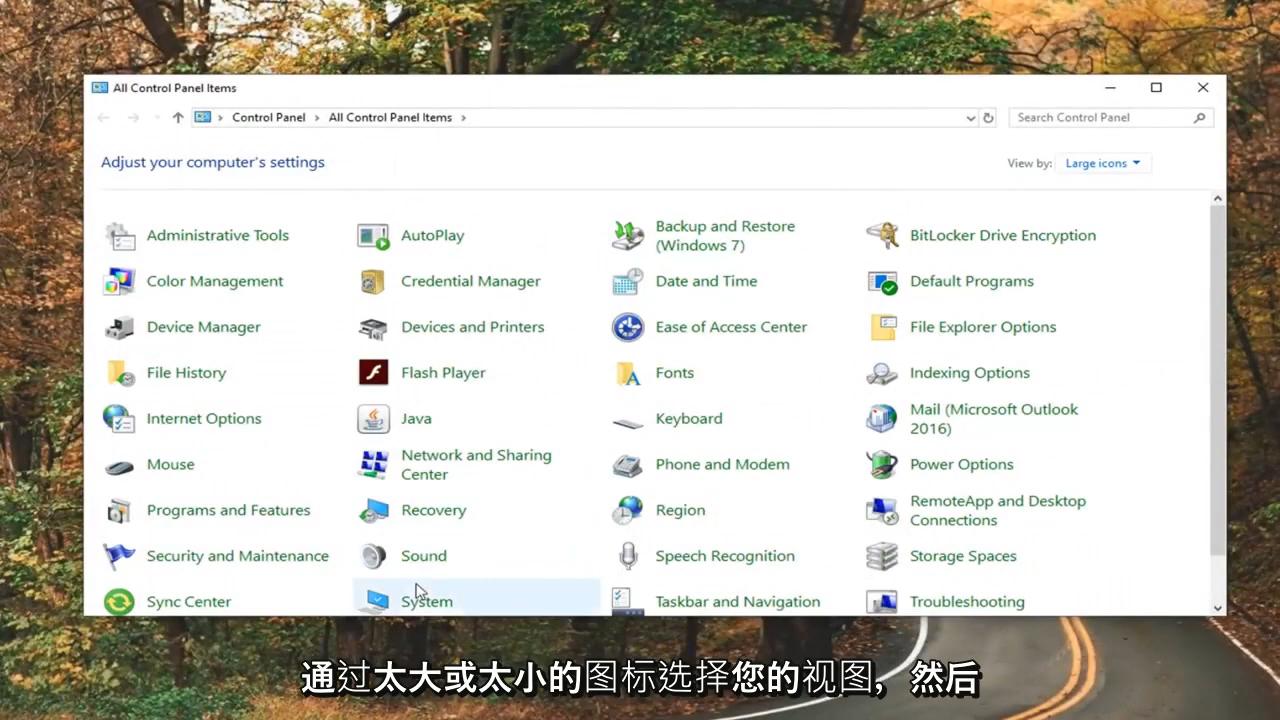 All Control Panel Items
Control Panel > All Control Panel Items >
Search Control Panel
Adjust your computer's settings
View by: Large icons
Administrative Tools
AutoPlay
Backup and Restore
(Windows 7)
BitLocker Drive Encryption
Color Management
Credential Manager
Date and Time
Default Programs
Device Manager
Devices and Printers
Ease of Access Center
File Explorer Options
File History
Flash Player
Fonts
Indexing Options
Internet Options
Java
Keyboard
Mail (Microsoft Outlook
2016)
Mouse
Network and Sharing
Center
Phone and Modem
Power Options
Programs and Features
Recovery
Region
RemoteApp and Desktop
Connections
Security and Maintenance
Sound
Speech Recognition
Storage Spaces
Sync Center
System
Taskbar and Navigation
Troubleshooting
通过太大或太小的图标选择您的视图，然后